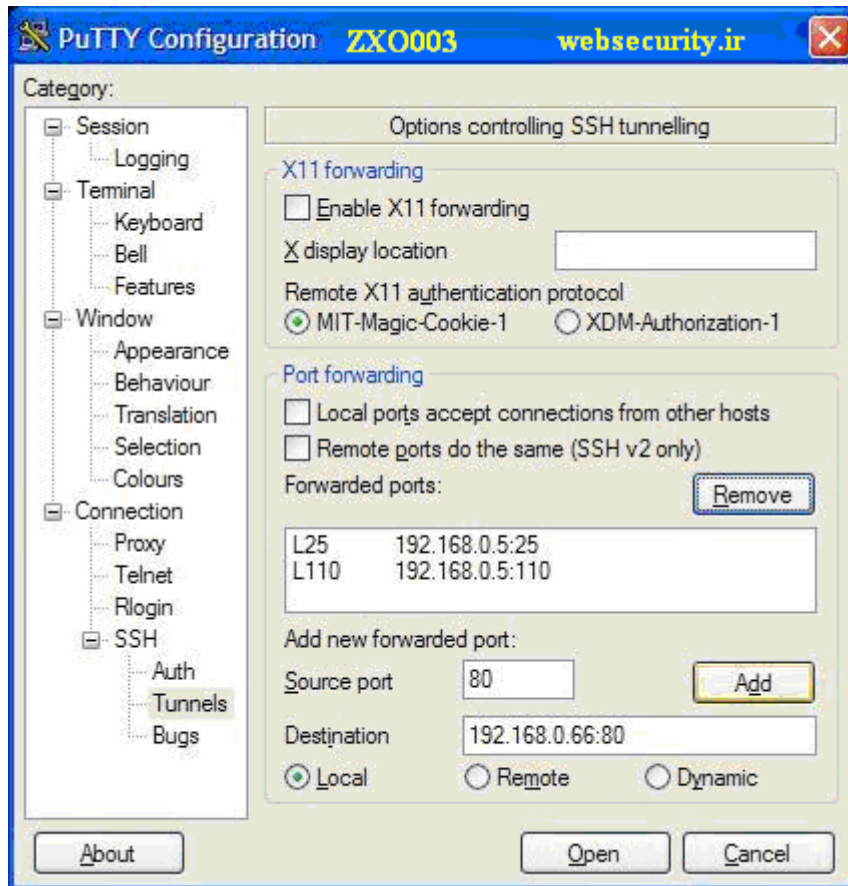 PuTTY Configuration ZXO003 websecurity.ir
Category:
Session
Logging
Terminal
Keyboard
Bell
Features
Window
Appearance
Behaviour
Translation
Selection
Colours
Connection
Proxy
Telnet
Rlogin
SSH
Auth
Tunnels
Bugs
Options controlling SSH tunnelling
X11 forwarding
Enable X11 forwarding
X display location
Remote X11 authentication protocol
MIT-Magic-Cookie-1 XDM-Authorization-1
Port forwarding
Local ports accept connections from other hosts
Remote ports do the same (SSH v2 only)
Forwarded ports: Remove
L25 192.168.0.5:25
L110 192.168.0.5:110
Add new forwarded port:
Source port 80 Add
Destination 192.168.0.66:80
Local Remote Dynamic
About Open Cancel